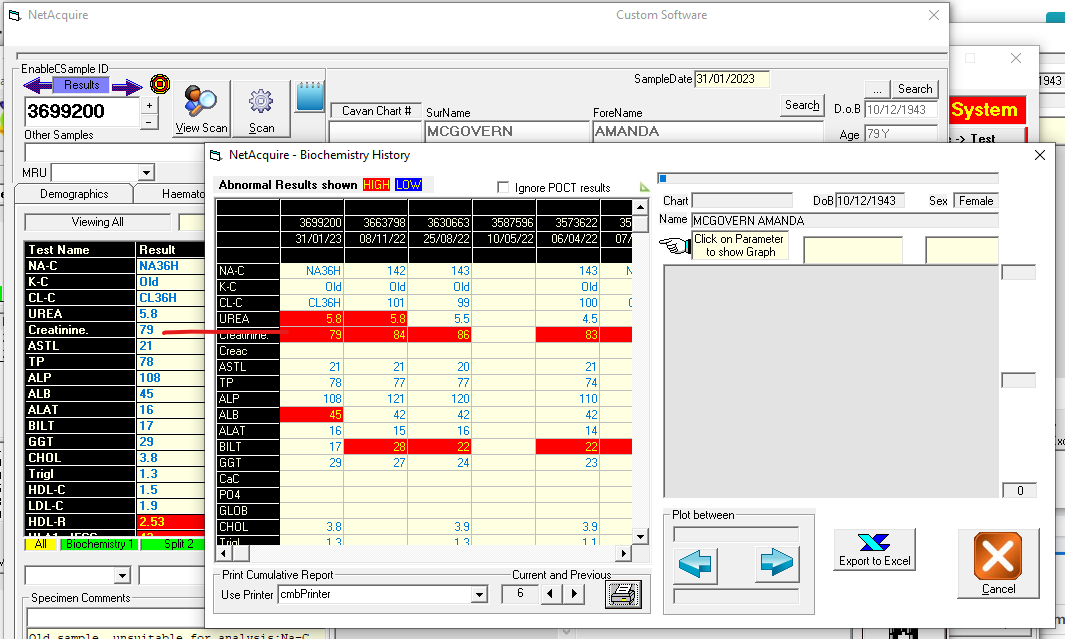 NetAcquire Custom Software
EnableCSample ID
Results
3699200
+
-
View Scan
Scan
Other Samples
MRU
SampleDate 31/01/2023
... Search
Cavan Chart # SurName ForeName Search
MCGOVERN AMANDA
D.o.B 10/12/1943
Age 79 Y
1943
System
-> Test
Demographics Haemato
Viewing All
Test Name Result
NA-C NA36H
K-C Old
CL-C CL36H
UREA 5.8
Creatinine. 79
ASTL 21
TP 78
ALP 108
ALB 45
ALAT 16
BILT 17
GGT 29
CHOL 3.8
Trigl 1.3
HDL-C 1.5
LDL-C 1.9
HDL-R 2.53
All Biochemistry 1 Split 2
Specimen Comments
Old sample, unsuitable for analysis:Na=C
NetAcquire - Biochemistry History
Abnormal Results shown HIGH LOW
Ignore POCT results
3699200 3663798 3630663 3587596 3573622 35
31/01/23 08/11/22 25/08/22 10/05/22 06/04/22 07/
NA-C NA36H 142 143 143 N
K-C Old Old Old Old
CL-C CL36H 101 99 100
UREA 5.8 5.8 5.5 4.5
Creatinine. 79 84 86 83
Creac
ASTL 21 21 20 21
TP 78 77 77 74
ALP 108 121 120 110
ALB 45 42 42 42
ALAT 16 15 16 14
BILT 17 28 22 22
GGT 29 27 24 23
CaC
PO4
GLOB
CHOL 3.8 3.9 3.9
Trigl 1.3 1.3 1.1
Print Cumulative Report
Use Printer cmbPrinter
Current and Previous
6
Chart DoB 10/12/1943 Sex Female
Name MCGOVERN AMANDA
Click on Parameter
to show Graph
0
Plot between
Export to Excel
Cancel